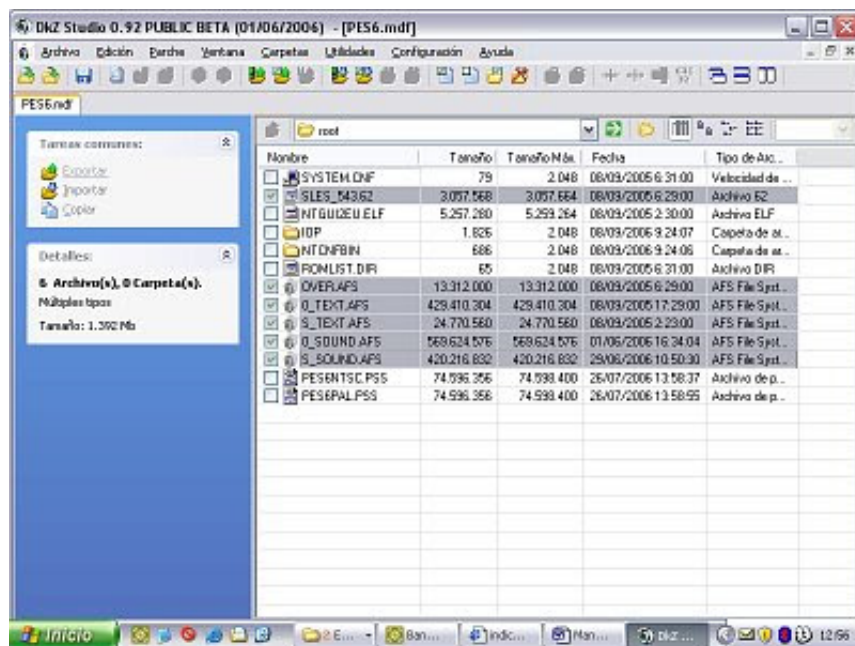 DkZ Studio 0.92 PUBLIC BETA (01/06/2006) - [PES6.mdf]
Archivo Edición Parche Ventana Carpetas Utilidades Configuración Ayuda
PES6.mdf
Tareas comunes:
Exportar
Importar
Copiar
Detalles:
6 Archivo(s), 0 Carpeta(s).
Múltiples tipos
Tamaño: 1.392 Mb
root
Nombre Tamaño Tamaño Máx. Fecha Tipo de Arc...
SYSTEM.CNF 79 2.048 08/09/2005 6:31:00 Velocidad de ...
SLES_543.62 3.057.568 3.057.664 08/09/2005 6:29:00 Archivo 62
NTGUI2EU.ELF 5.257.280 5.259.264 08/09/2005 2:30:00 Archivo ELF
IOP 1.826 2.048 08/09/2006 9:24:07 Carpeta de ar...
NTCNFBIN 686 2.048 08/09/2006 9:24:06 Carpeta de ar...
ROMLIST.DIR 65 2.048 08/09/2005 6:31:00 Archivo DIR
OVER.AFS 13.312.000 13.312.000 08/09/2005 6:29:00 AFS File Syst...
0_TEXT.AFS 429.410.304 429.410.304 08/09/2005 17:29:00 AFS File Syst...
S_TEXT.AFS 24.770.560 24.770.560 08/09/2005 2:23:00 AFS File Syst...
0_SOUND.AFS 569.624.576 569.624.576 01/06/2006 16:34:04 AFS File Syst...
S_SOUND.AFS 420.216.832 420.216.832 29/06/2006 10:50:30 AFS File Syst...
PES6NTSC.PSS 74.596.356 74.598.400 26/07/2006 13:58:37 Archivo de p...
PES6PAL.PSS 74.596.356 74.598.400 26/07/2006 13:58:55 Archivo de p...
Inicio 2 E... Ban... indic... Man... DkZ ... 12:56